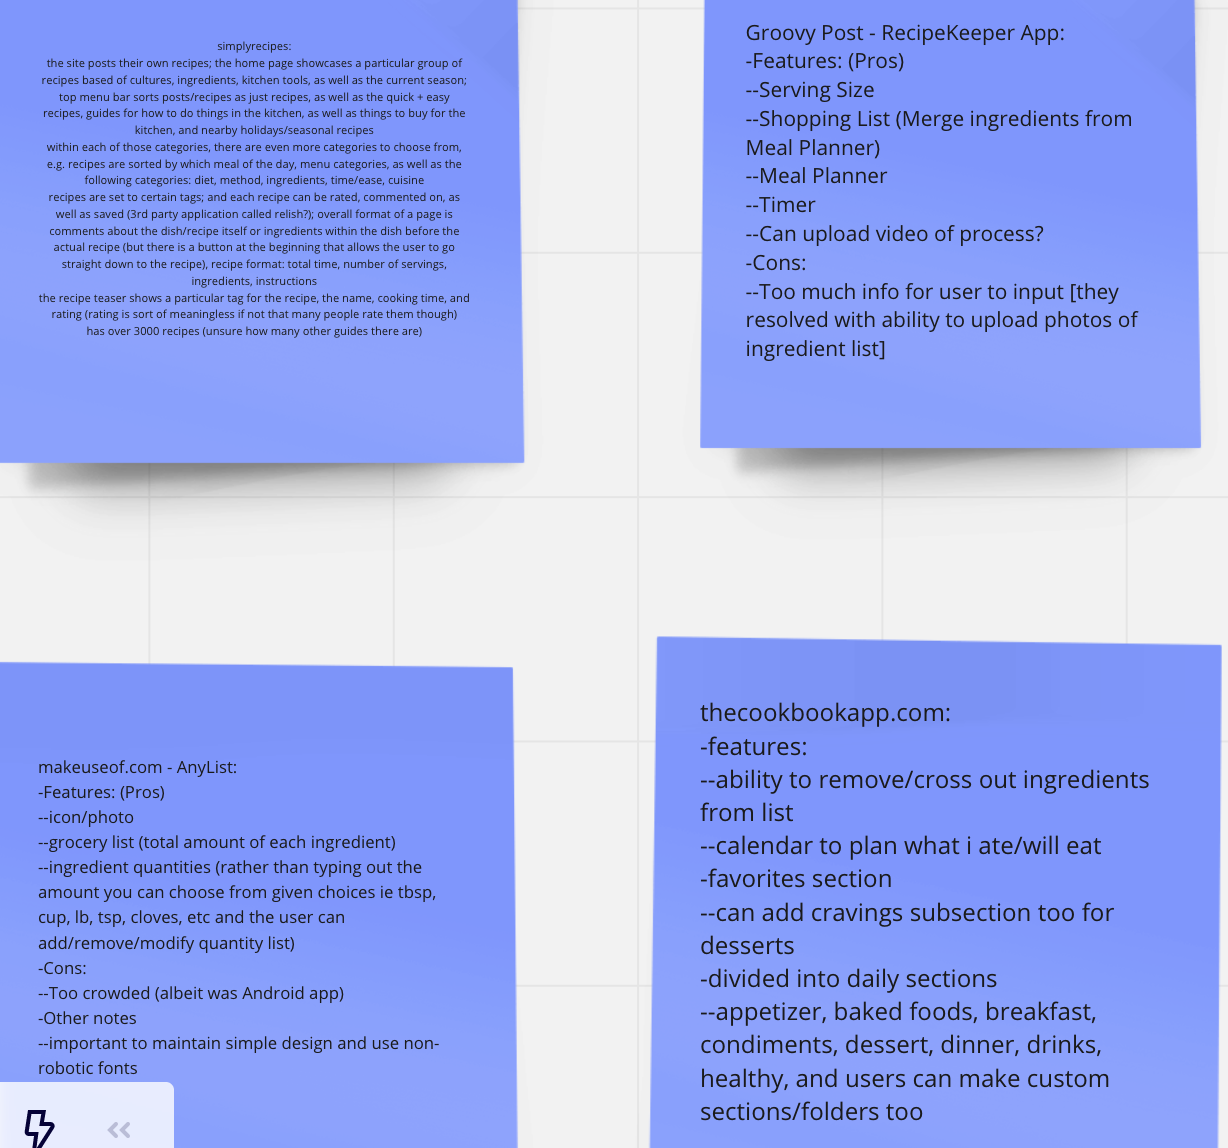 simplyrecipes:
the site posts their own recipes; the home page showcases a particular group of
recipes based of cultures, ingredients, kitchen tools, as well as the current season;
top menu bar sorts posts/recipes as just recipes, as well as the quick + easy
recipes, guides for how to do things in the kitchen, as well as things to buy for the
kitchen, and nearby holidays/seasonal recipes
within each of those categories, there are even more categories to choose from,
e.g. recipes are sorted by which meal of the day, menu categories, as well as the
following categories: diet, method, ingredients, time/ease, cuisine
recipes are set to certain tags; and each recipe can be rated, commented on, as
well as saved (3rd party application called relish?); overall format of a page is
comments about the dish/recipe itself or ingredients within the dish before the
actual recipe (but there is a button at the beginning that allows the user to go
straight down to the recipe), recipe format: total time, number of servings,
ingredients, instructions
the recipe teaser shows a particular tag for the recipe, the name, cooking time, and
rating (rating is sort of meaningless if not that many people rate them though)
has over 3000 recipes (unsure how many other guides there are)
Groovy Post - RecipeKeeper App:
-Features: (Pros)
--Serving Size
--Shopping List (Merge ingredients from
Meal Planner)
--Meal Planner
--Timer
--Can upload video of process?
-Cons:
--Too much info for user to input [they
resolved with ability to upload photos of
ingredient list]
makeuseof.com - AnyList:
-Features: (Pros)
--icon/photo
--grocery list (total amount of each ingredient)
--ingredient quantities (rather than typing out the
amount you can choose from given choices ie tbsp,
cup, lb, tsp, cloves, etc and the user can
add/remove/modify quantity list)
-Cons:
--Too crowded (albeit was Android app)
-Other notes
--important to maintain simple design and use non-
robotic fonts
thecookbookapp.com:
-features:
--ability to remove/cross out ingredients
from list
--calendar to plan what i ate/will eat
-favorites section
--can add cravings subsection too for
desserts
-divided into daily sections
--appetizer, baked foods, breakfast,
condiments, dessert, dinner, drinks,
healthy, and users can make custom
sections/folders too